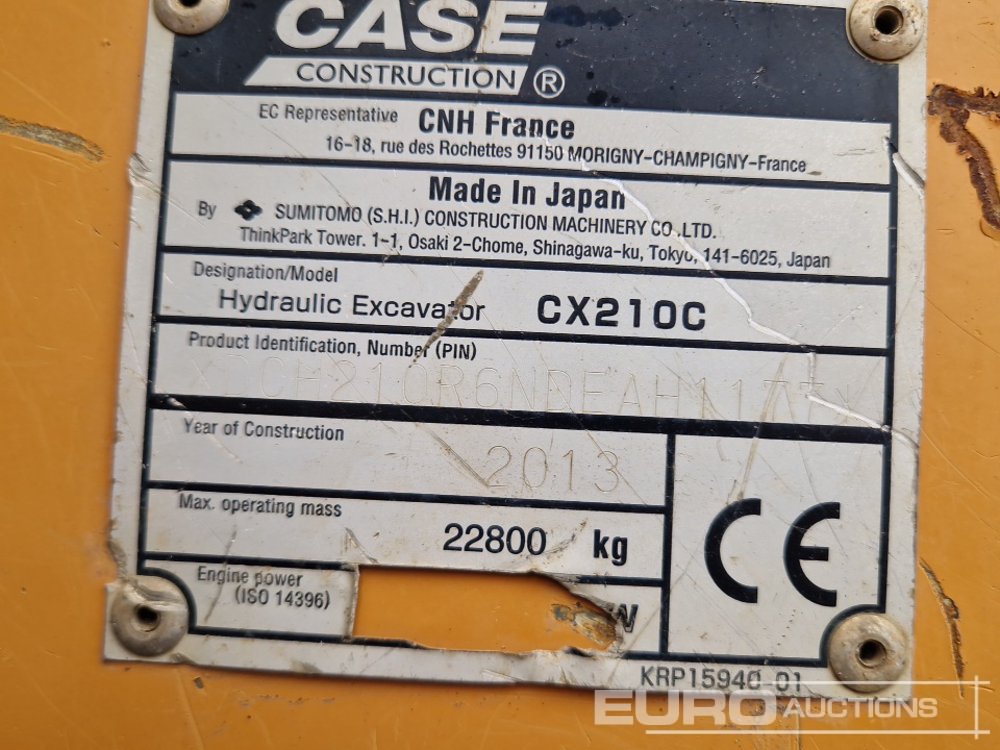 CASE
CONSTRUCTION ®
EC Representative CNH France
16-18, rue des Rochettes 91150 MORIGNY-CHAMPIGNY-France
Made In Japan
By SUMITOMO (S.H.I.) CONSTRUCTION MACHINERY CO.,LTD.
ThinkPark Tower. 1-1, Osaki 2-Chome, Shinagawa-ku, Tokyo, 141-6025, Japan
Designation/Model
Hydraulic Excavator CX210C
Product Identification, Number (PIN)
Year of Construction
2013
Max. operating mass
22800 kg
CE
Engine power
(ISO 14396)
KRP15940-01
EURO AUCTIONS